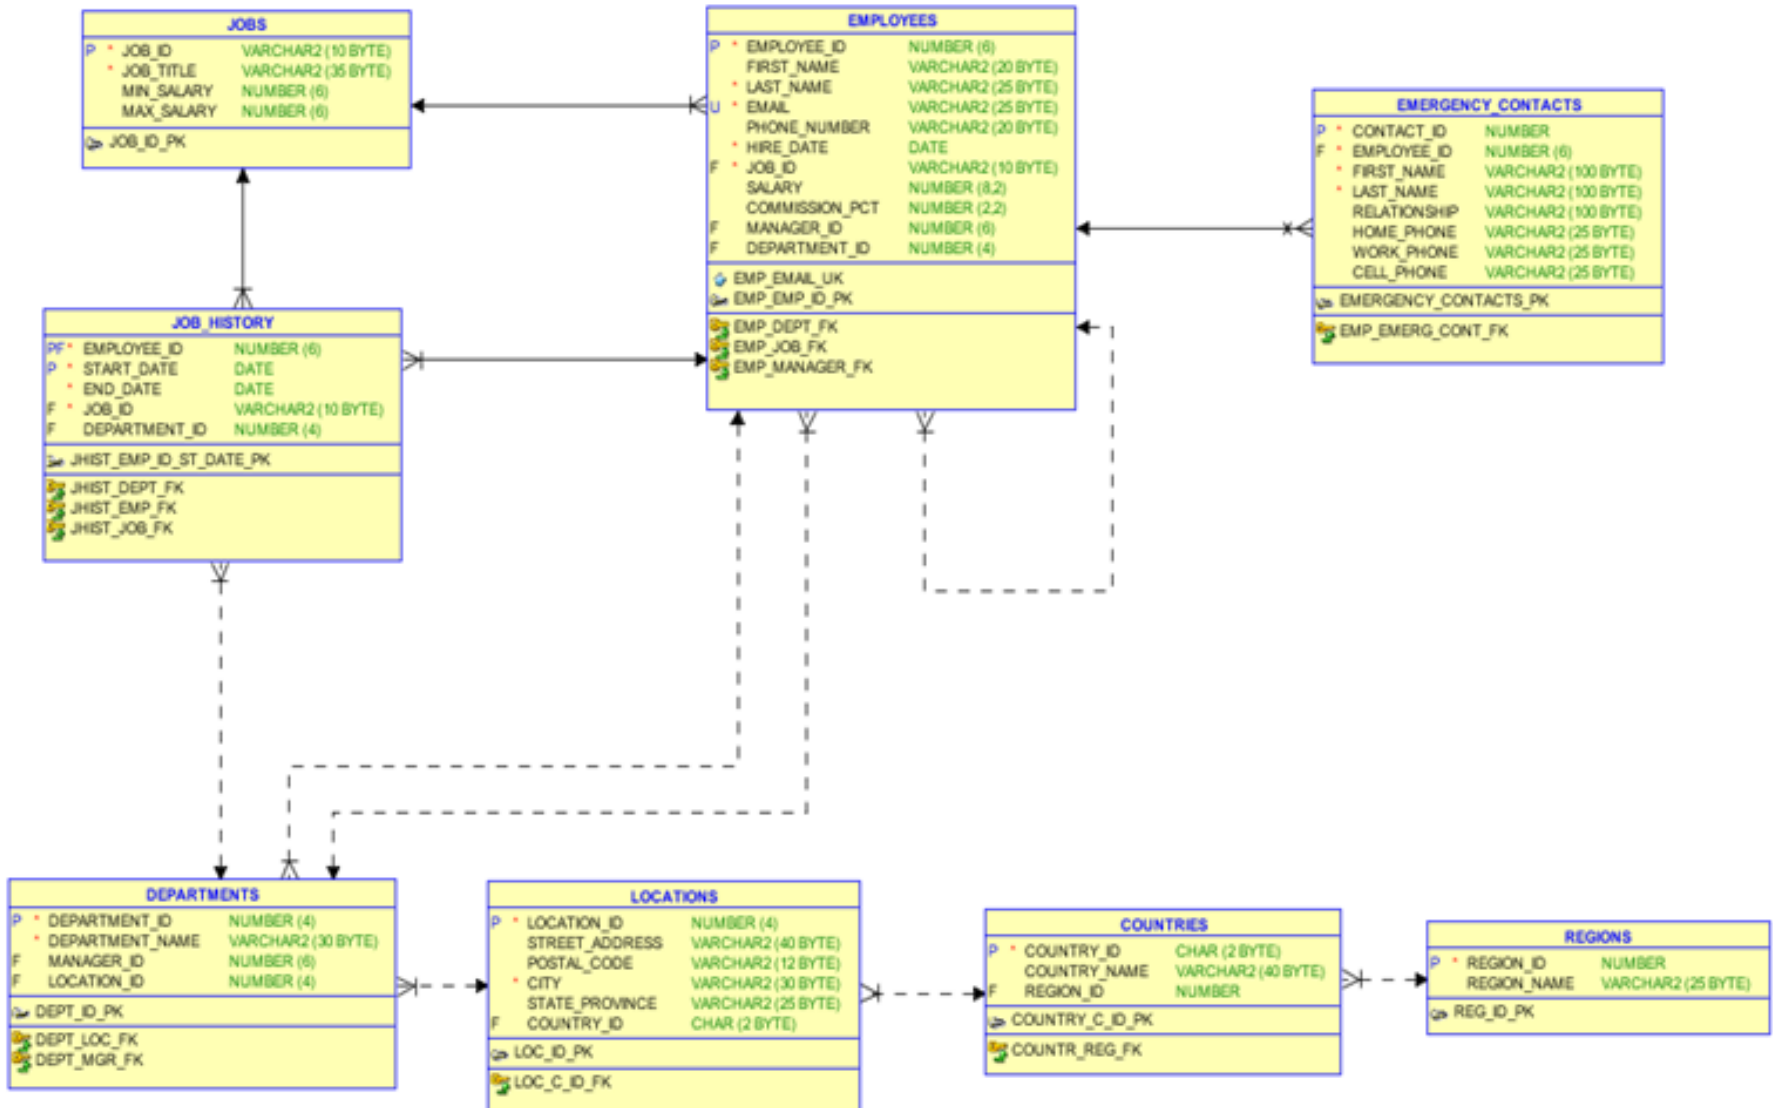 JOBS
P * JOB_ID VARCHAR2 (10 BYTE)
* JOB_TITLE VARCHAR2 (35 BYTE)
MIN_SALARY NUMBER (6)
MAX_SALARY NUMBER (6)
JOB_ID_PK
EMPLOYEES
P * EMPLOYEE_ID NUMBER (6)
FIRST_NAME VARCHAR2 (20 BYTE)
* LAST_NAME VARCHAR2 (25 BYTE)
U * EMAIL VARCHAR2 (25 BYTE)
PHONE_NUMBER VARCHAR2 (20 BYTE)
* HIRE_DATE DATE
F * JOB_ID VARCHAR2 (10 BYTE)
SALARY NUMBER (8,2)
COMMISSION_PCT NUMBER (2,2)
F MANAGER_ID NUMBER (6)
F DEPARTMENT_ID NUMBER (4)
EMP_EMAIL_UK
EMP_EMP_ID_PK
EMP_DEPT_FK
EMP_JOB_FK
EMP_MANAGER_FK
EMERGENCY_CONTACTS
P * CONTACT_ID NUMBER
F * EMPLOYEE_ID NUMBER (6)
* FIRST_NAME VARCHAR2 (100 BYTE)
* LAST_NAME VARCHAR2 (100 BYTE)
RELATIONSHIP VARCHAR2 (100 BYTE)
HOME_PHONE VARCHAR2 (25 BYTE)
WORK_PHONE VARCHAR2 (25 BYTE)
CELL_PHONE VARCHAR2 (25 BYTE)
EMERGENCY_CONTACTS_PK
EMP_EMERG_CONT_FK
JOB_HISTORY
PF * EMPLOYEE_ID NUMBER (6)
P * START_DATE DATE
* END_DATE DATE
F * JOB_ID VARCHAR2 (10 BYTE)
F DEPARTMENT_ID NUMBER (4)
JHIST_EMP_ID_ST_DATE_PK
JHIST_DEPT_FK
JHIST_EMP_FK
JHIST_JOB_FK
DEPARTMENTS
P * DEPARTMENT_ID NUMBER (4)
* DEPARTMENT_NAME VARCHAR2 (30 BYTE)
F MANAGER_ID NUMBER (6)
F LOCATION_ID NUMBER (4)
DEPT_ID_PK
DEPT_LOC_FK
DEPT_MGR_FK
LOCATIONS
P * LOCATION_ID NUMBER (4)
STREET_ADDRESS VARCHAR2 (40 BYTE)
POSTAL_CODE VARCHAR2 (12 BYTE)
* CITY VARCHAR2 (30 BYTE)
STATE_PROVINCE VARCHAR2 (25 BYTE)
F COUNTRY_ID CHAR (2 BYTE)
LOC_ID_PK
LOC_C_ID_FK
COUNTRIES
P * COUNTRY_ID CHAR (2 BYTE)
COUNTRY_NAME VARCHAR2 (40 BYTE)
F REGION_ID NUMBER
COUNTRY_C_ID_PK
COUNTR_REG_FK
REGIONS
P * REGION_ID NUMBER
REGION_NAME VARCHAR2 (25 BYTE)
REG_ID_PK